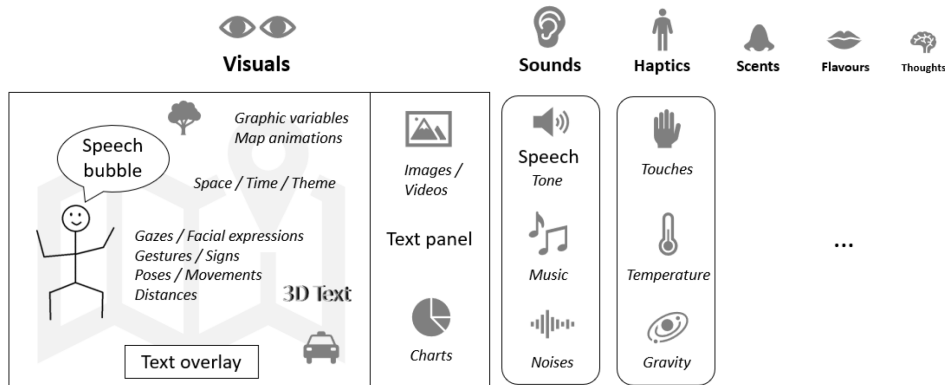 Visuals
Sounds
Haptics
Scents
Flavours
Thoughts
Graphic variables
Map animations
Speech
bubble
Space / Time / Theme
Gazes / Facial expressions
Gestures / Signs
Poses / Movements
Distances
3D Text
Text overlay
Images /
Videos
Text panel
Charts
Speech
Tone
Music
Noises
Touches
Temperature
Gravity
...